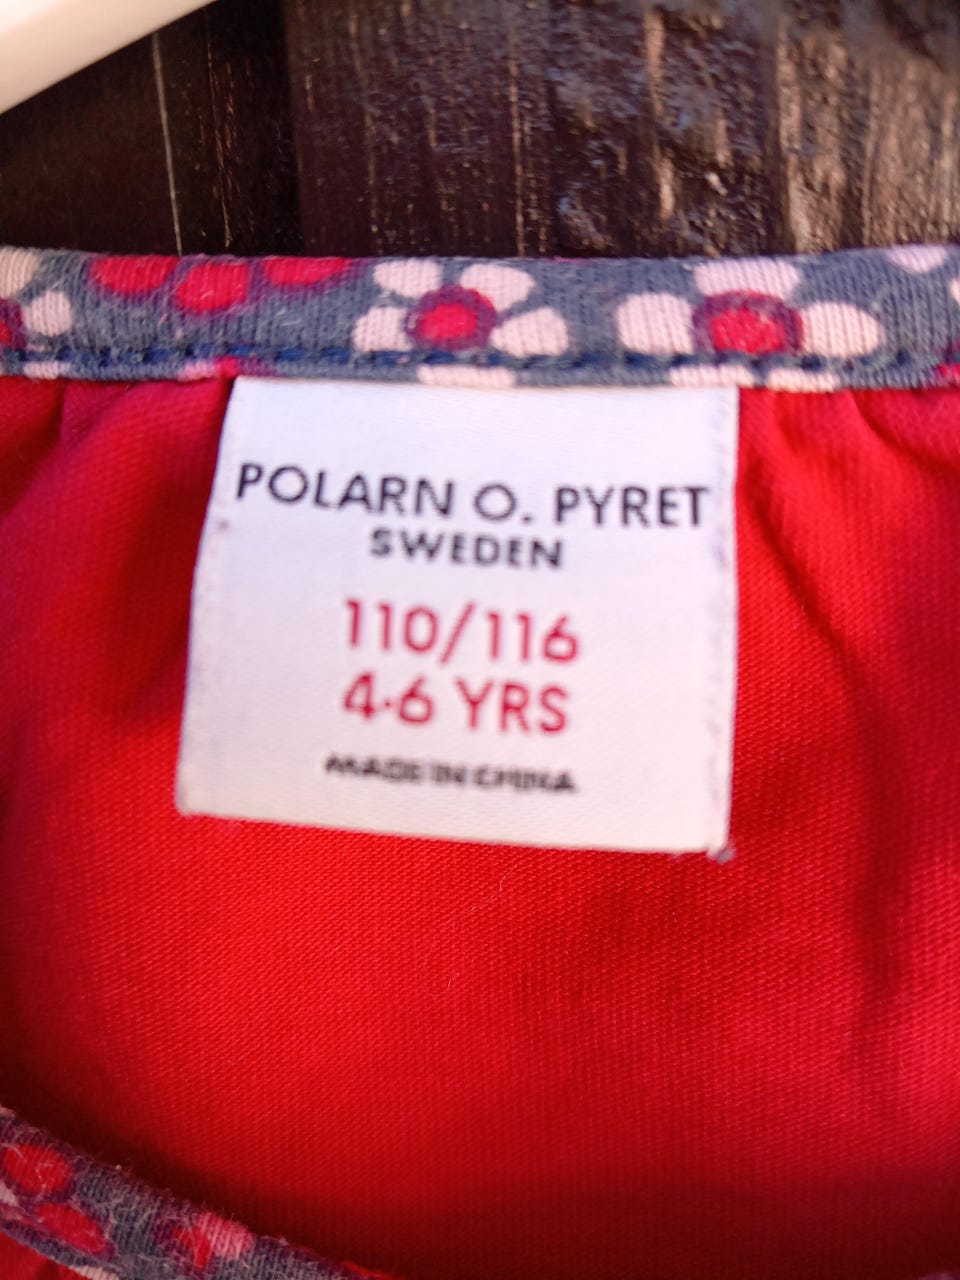 POLARN O. PYRET
SWEDEN
110/116
4-6 YRS
MADE IN CHINA